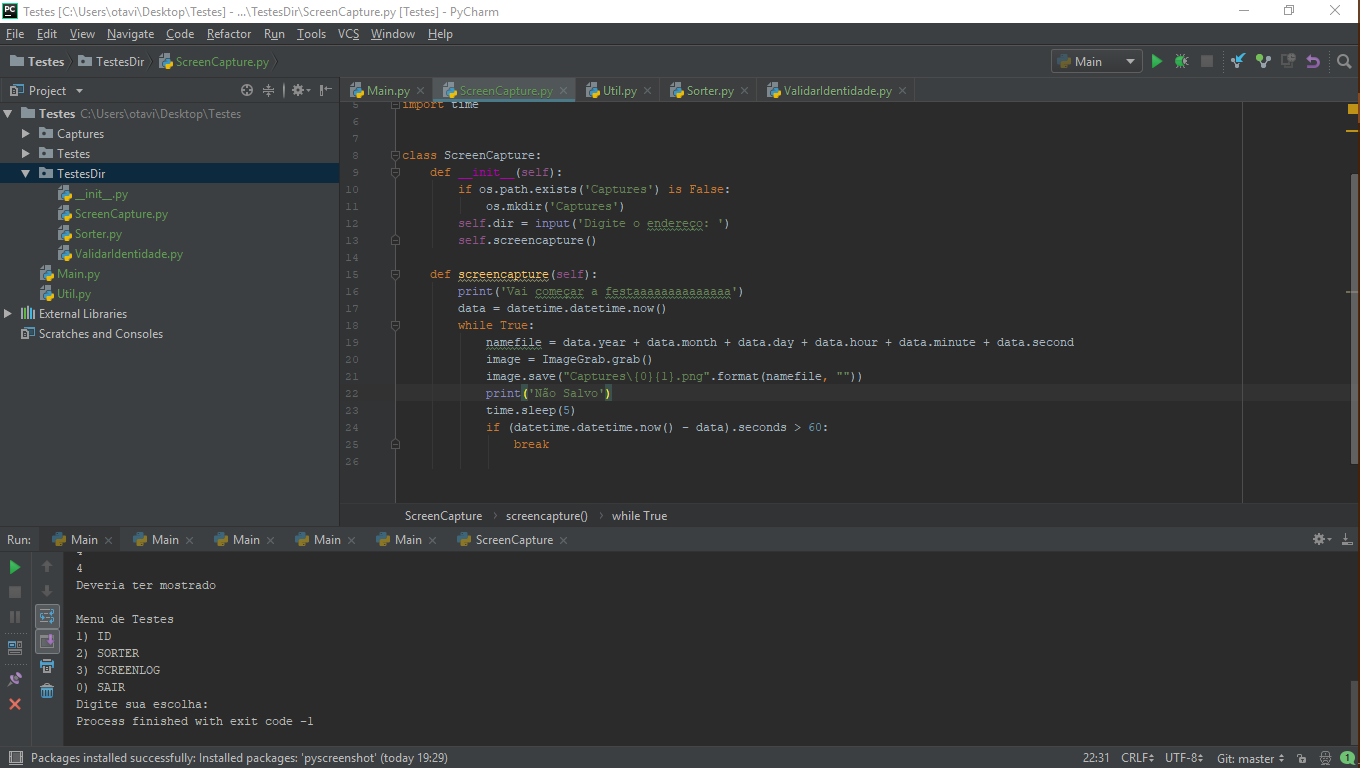 Testes [C:\Users\otavi\Desktop\Testes] - ...\TestesDir\ScreenCapture.py [Testes] - PyCharm
File Edit View Navigate Code Refactor Run Tools VCS Window Help
Testes TestesDir ScreenCapture.py Main
Project
Main.py ScreenCapture.py Util.py Sorter.py ValidarIdentidade.py
Testes C:\Users\otavi\Desktop\Testes
Captures
Testes
TestesDir
__init__.py
ScreenCapture.py
Sorter.py
ValidarIdentidade.py
Main.py
Util.py
External Libraries
Scratches and Consoles
5 import time
6
7
8 class ScreenCapture:
9 def __init__(self):
10 if os.path.exists('Captures') is False:
11 os.mkdir('Captures')
12 self.dir = input('Digite o endereço: ')
13 self.screencapture()
14
15 def screencapture(self):
16 print('Vai começar a festaaaaaaaaaaaaaa')
17 data = datetime.datetime.now()
18 while True:
19 namefile = data.year + data.month + data.day + data.hour + data.minute + data.second
20 image = ImageGrab.grab()
21 image.save("Captures\{0}{1}.png".format(namefile, ""))
22 print('Não Salvo')
23 time.sleep(5)
24 if (datetime.datetime.now() - data).seconds > 60:
25 break
26
ScreenCapture screencapture() while True
Run: Main Main Main Main Main ScreenCapture
4
4
Deveria ter mostrado
Menu de Testes
1) ID
2) SORTER
3) SCREENLOG
0) SAIR
Digite sua escolha:
Process finished with exit code -1
Packages installed successfully: Installed packages: 'pyscreenshot' (today 19:29) 22:31 CRLF UTF-8 Git: master 1